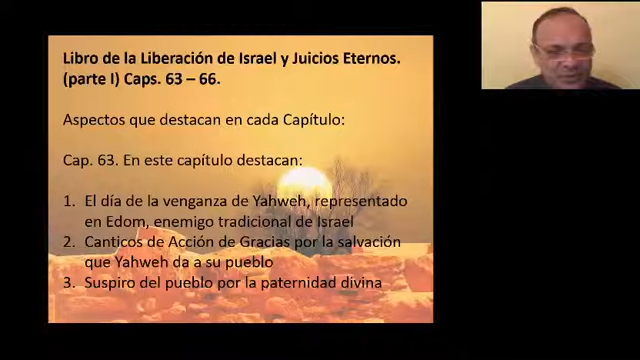 Libro de la Liberación de Israel y Juicios Eternos.
(parte I) Caps. 63 – 66.
Aspectos que destacan en cada Capítulo:
Cap. 63. En este capítulo destacan:
1. El día de la venganza de Yahweh, representado
en Edom, enemigo tradicional de Israel
2. Canticos de Acción de Gracias por la salvación
que Yahweh da a su pueblo
3. Suspiro del pueblo por la paternidad divina